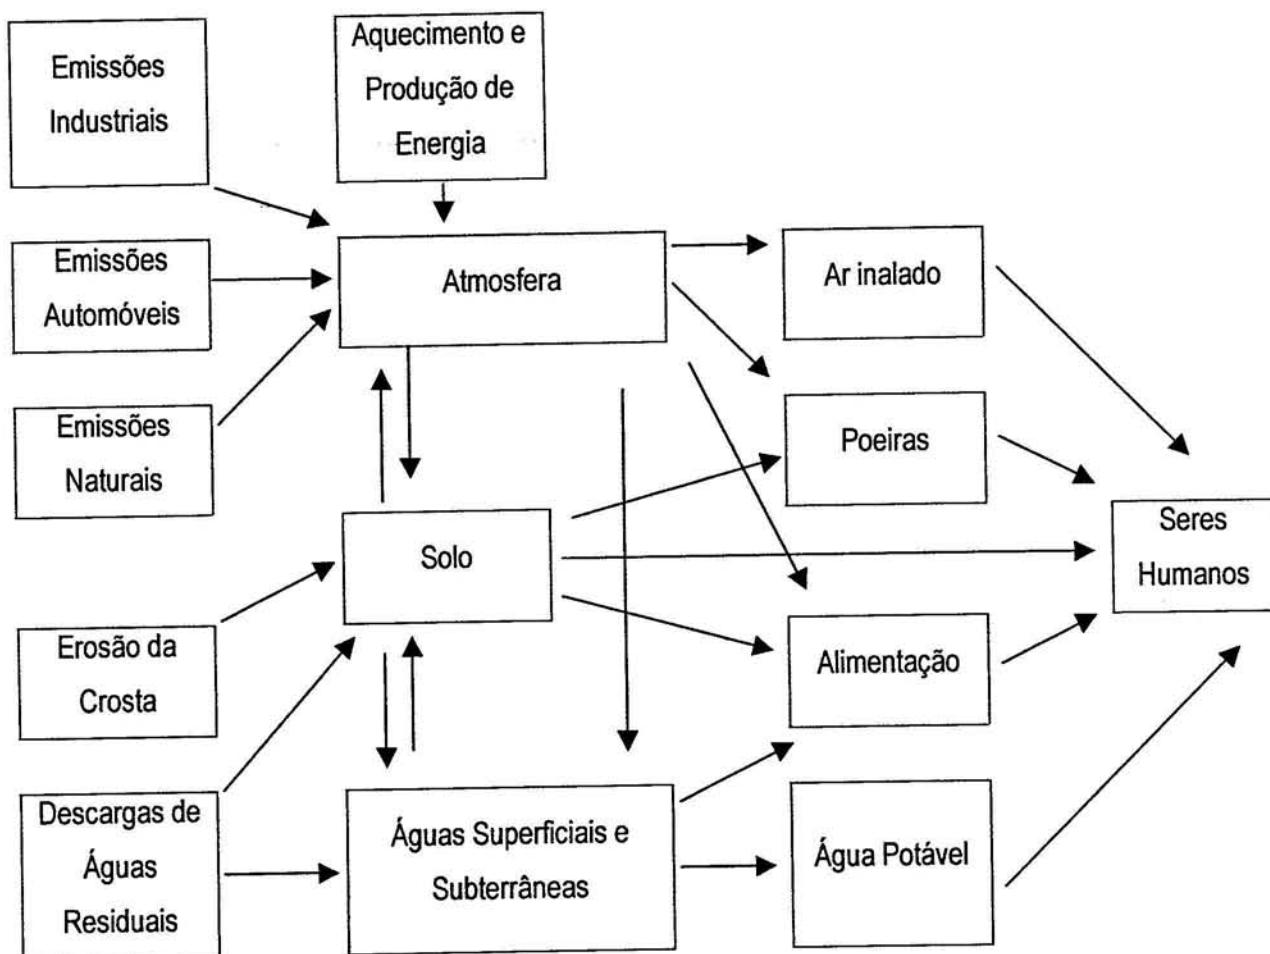 Emissões
Industriais
Aquecimento e
Produção de
Energia
Emissões
Automóveis
Atmosfera
Ar inalado
Emissões
Naturais
Poeiras
Solo
Seres
Humanos
Erosão da
Crosta
Alimentação
Descargas de
Águas
Residuais
Águas Superficiais e
Subterrâneas
Água Potável